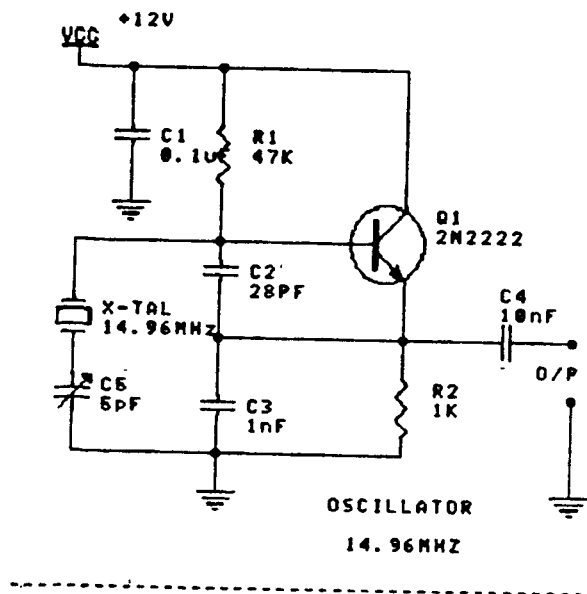 +12V
VCC
C1
0.1u
R1
47K
Q1
2N2222
C2
28PF
X-TAL
14.96MHz
C4
10nF
O/P
C5
5pF
C3
1nF
R2
1K
OSCILLATOR
14.96MHZ